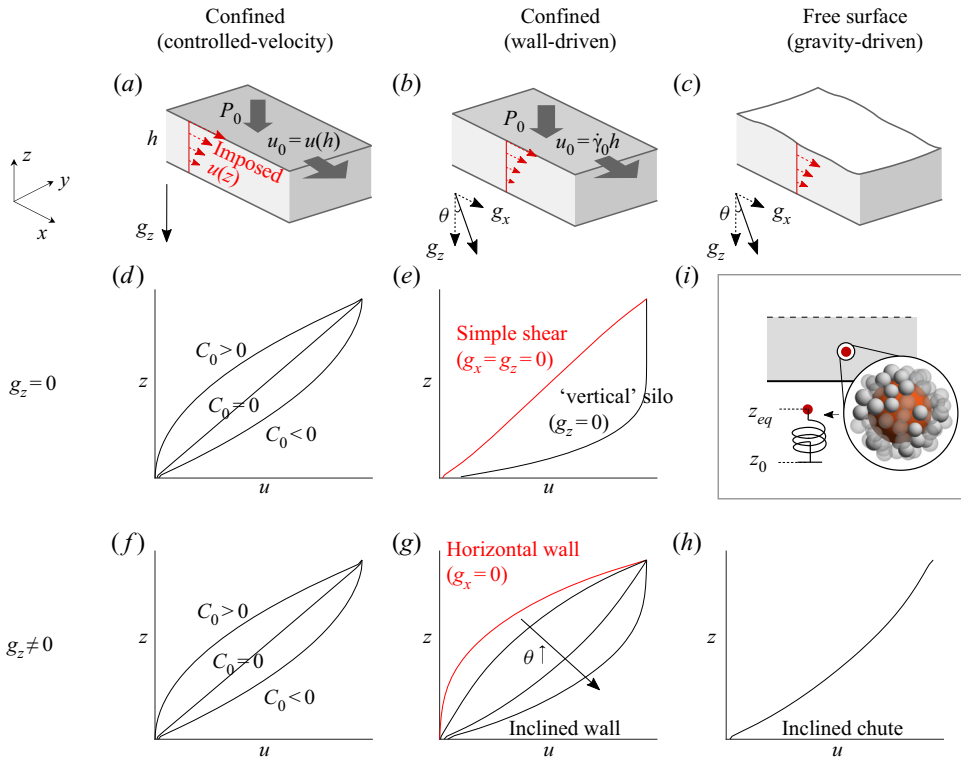 Confined
(controlled-velocity)
Confined
(wall-driven)
Free surface
(gravity-driven)
(a)
(b)
(c)
P0
u0 = u(h)
h
Imposed
u(z)
z
y
x
gz
P0
u0 = γ̇0h
θ
gx
gz
θ
gx
gz
(d)
(e)
(i)
gz = 0
z
C0 > 0
C0 = 0
C0 < 0
u
z
Simple shear
(gx = gz = 0)
‘vertical’ silo
(gz = 0)
u
zeq
z0
(f)
(g)
(h)
gz ≠ 0
z
C0 > 0
C0 = 0
C0 < 0
u
z
Horizontal wall
(gx = 0)
θ ↑
Inclined wall
u
z
Inclined chute
u